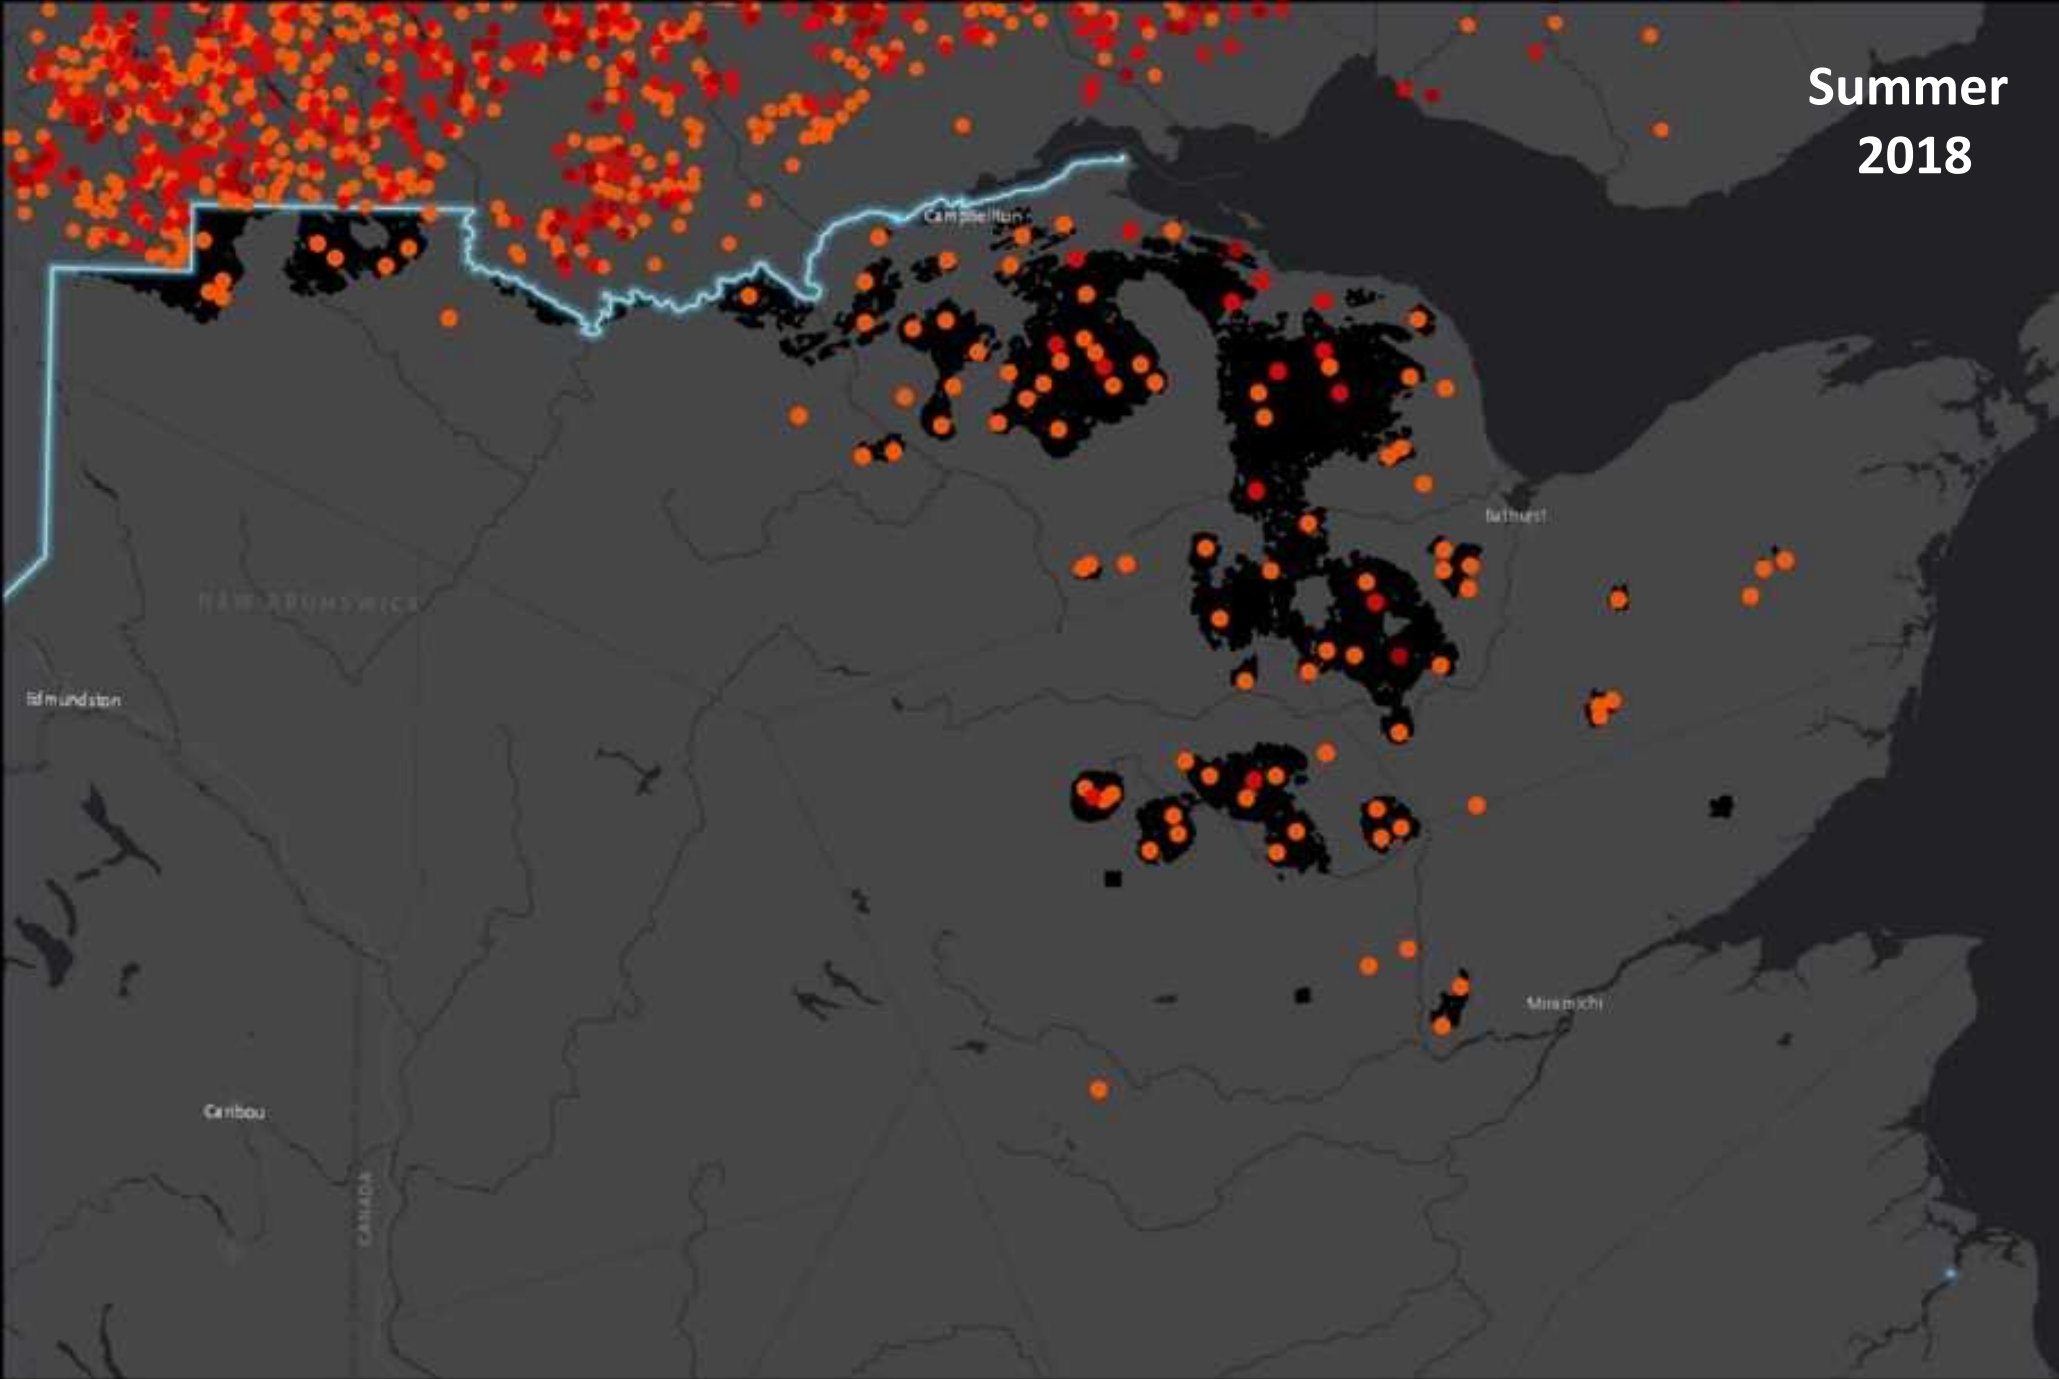 Summer
2018
Campbellton
Bathurst
NEW BRUNSWICK
Edmundston
Miramichi
Caribou
CANADA